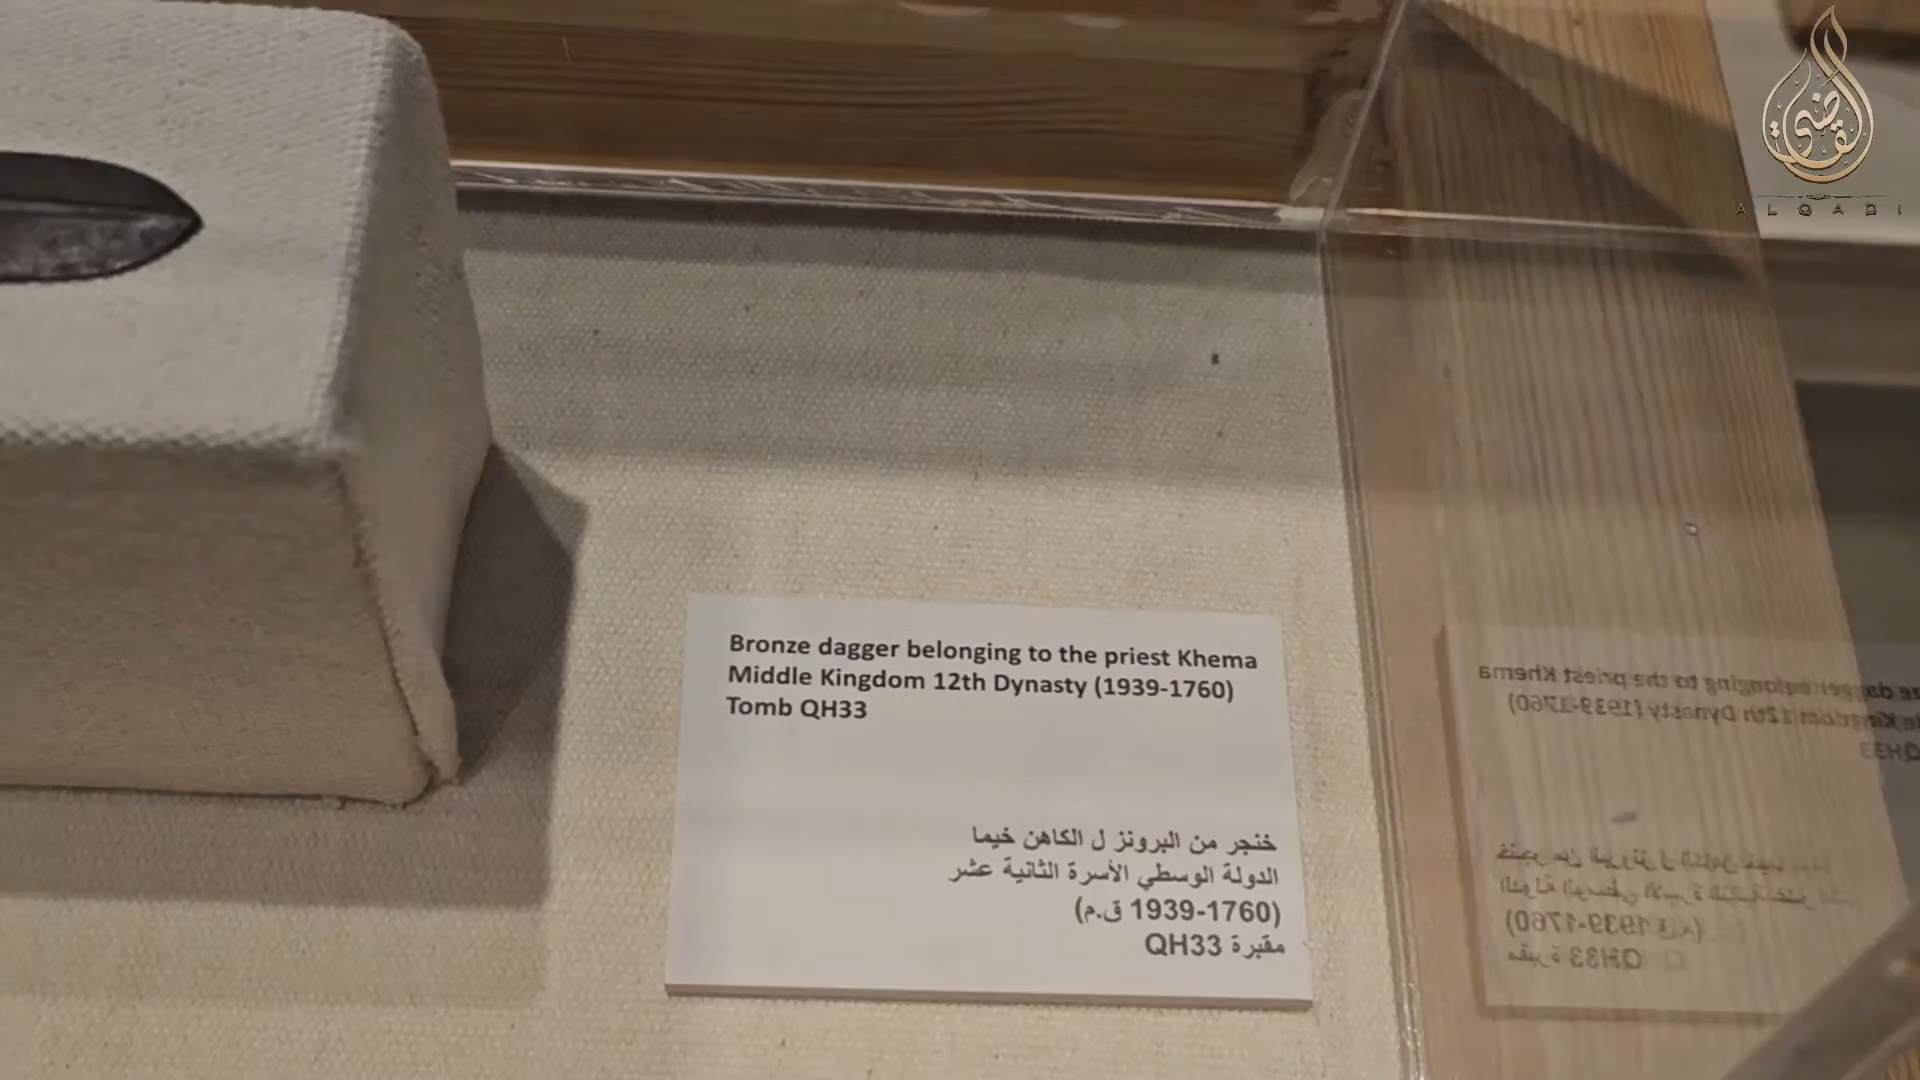 القاضي
ALQADI
Bronze dagger belonging to the priest Khema
Middle Kingdom 12th Dynasty (1939-1760)
Tomb QH33
خنجر من البرونز ل الكاهن خيما
الدولة الوسطي الأسرة الثانية عشر
(1939-1760 ق.م)
مقبرة QH33